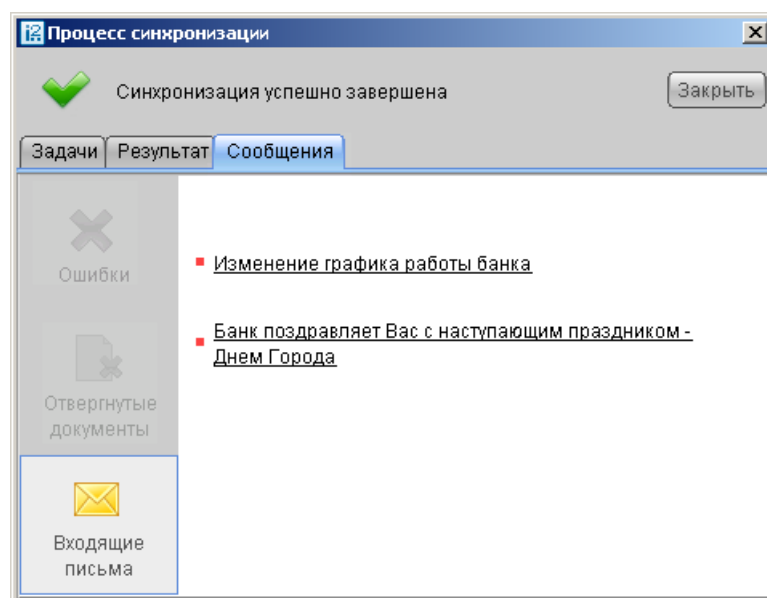 Процесс синхронизации
Синхронизация успешно завершена
Закрыть
Задачи Результат Сообщения
Ошибки
Изменение графика работы банка
Банк поздравляет Вас с наступающим праздником -
Днем Города
Отвергнутые
документы
Входящие
письма